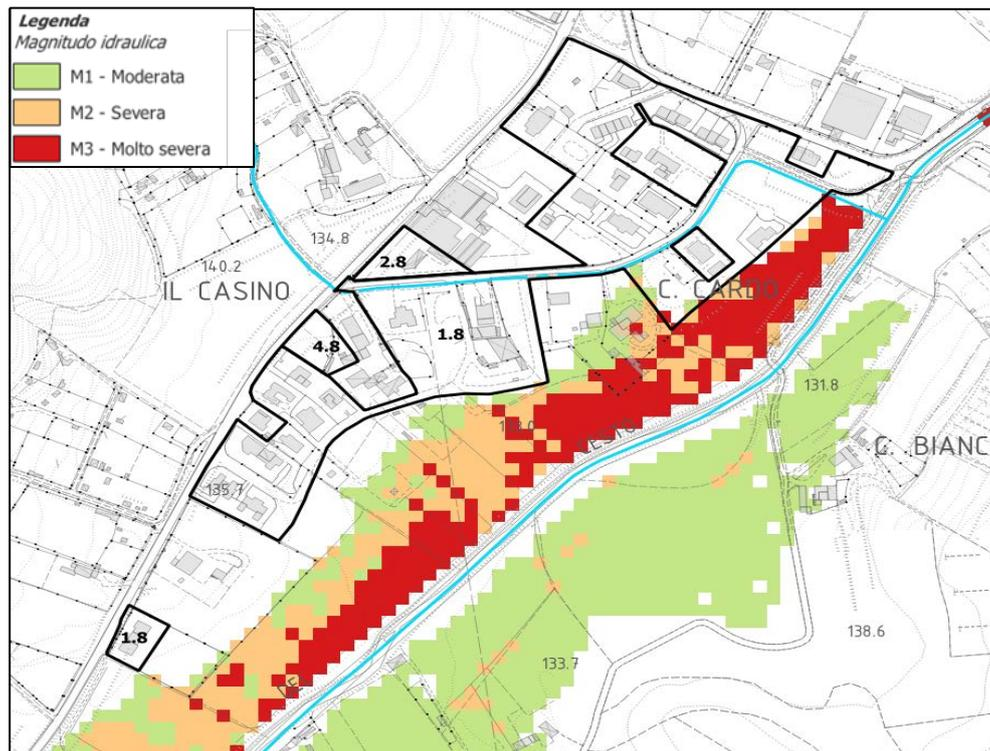 Legenda
Magnitudo idraulica
M1 - Moderata
M2 - Severa
M3 - Molto severa
134.8
2.8
140.2
IL CASINO
C. CARDO
4.8
1.8
131.8
C. BIANC
135.7
1.8
138.6
133.7